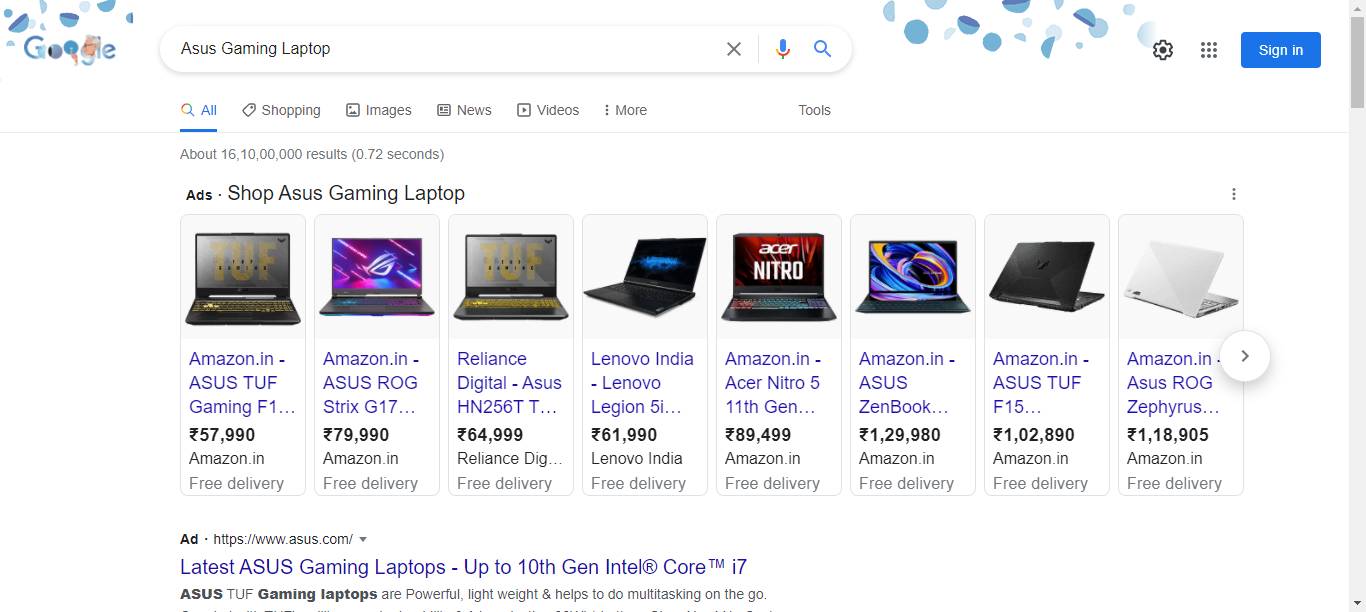 Google
Asus Gaming Laptop
Sign in
All
Shopping
Images
News
Videos
More
Tools
About 16,10,00,000 results (0.72 seconds)
Ads · Shop Asus Gaming Laptop
TUF
acer
NITRO
TUF
Amazon.in -
ASUS TUF
Gaming F1...
₹57,990
Amazon.in
Free delivery
Amazon.in -
ASUS ROG
Strix G17...
₹79,990
Amazon.in
Free delivery
Reliance
Digital - Asus
HN256T T...
₹64,999
Reliance Dig...
Free delivery
Lenovo India
- Lenovo
Legion 5i...
₹61,990
Lenovo India
Free delivery
Amazon.in -
Acer Nitro 5
11th Gen...
₹89,499
Amazon.in
Free delivery
Amazon.in -
ASUS
ZenBook...
₹1,29,980
Amazon.in
Free delivery
Amazon.in -
ASUS TUF
F15...
₹1,02,890
Amazon.in
Free delivery
Amazon.in -
Asus ROG
Zephyrus...
₹1,18,905
Amazon.in
Free delivery
Ad · https://www.asus.com/
Latest ASUS Gaming Laptops - Up to 10th Gen Intel® Core™ i7
ASUS TUF Gaming laptops are Powerful, light weight & helps to do multitasking on the go.